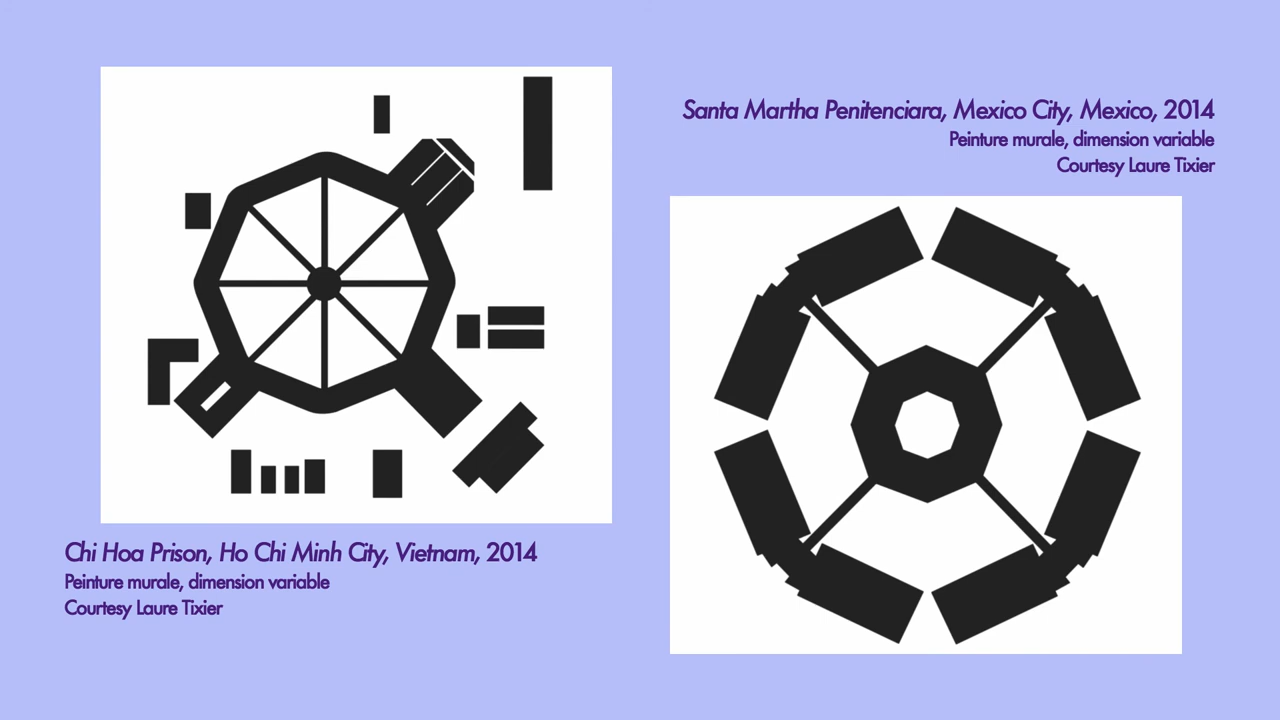 Santa Martha Penitenciara, Mexico City, Mexico, 2014
Peinture murale, dimension variable
Courtesy Laure Tixier
Chi Hoa Prison, Ho Chi Minh City, Vietnam, 2014
Peinture murale, dimension variable
Courtesy Laure Tixier